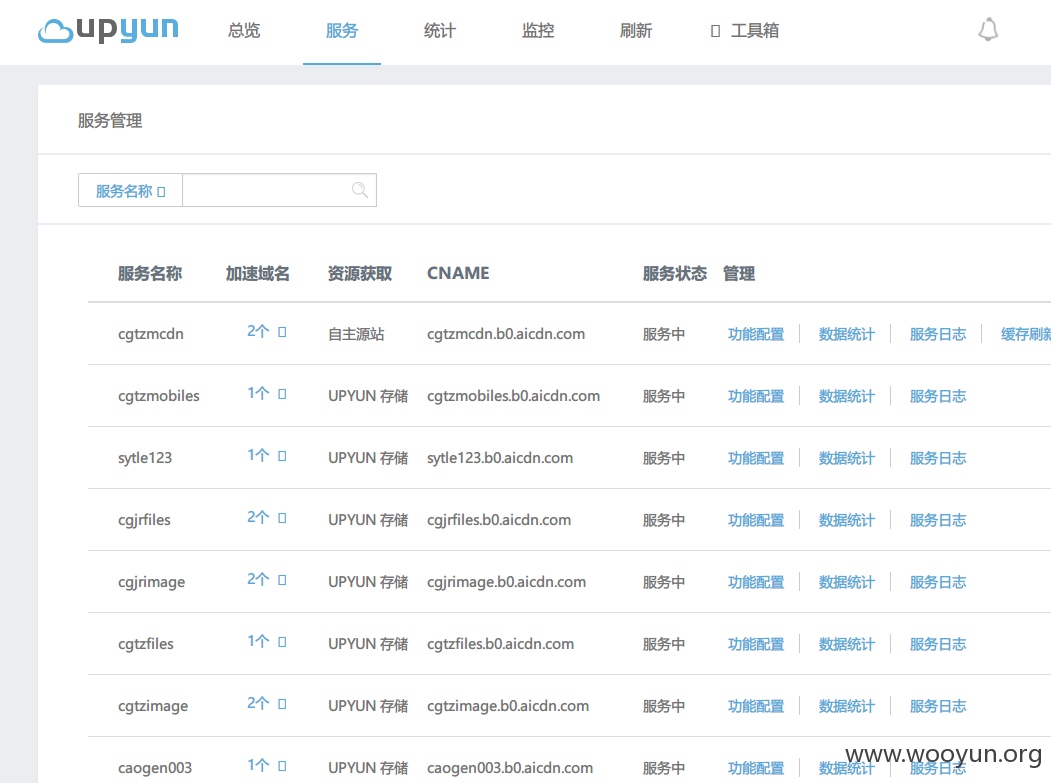 upyun 总览 服务 统计 监控 刷新 工具箱
服务管理
服务名称
服务名称 加速域名 资源获取 CNAME 服务状态 管理
cgtzmcdn 2个 自主源站 cgtzmcdn.b0.aicdn.com 服务中 功能配置 数据统计 服务日志 缓存刷新
cgtzmobiles 1个 UPYUN 存储 cgtzmobiles.b0.aicdn.com 服务中 功能配置 数据统计 服务日志
sytle123 1个 UPYUN 存储 sytle123.b0.aicdn.com 服务中 功能配置 数据统计 服务日志
cgjrfiles 2个 UPYUN 存储 cgjrfiles.b0.aicdn.com 服务中 功能配置 数据统计 服务日志
cgjrimage 2个 UPYUN 存储 cgjrimage.b0.aicdn.com 服务中 功能配置 数据统计 服务日志
cgtzfiles 1个 UPYUN 存储 cgtzfiles.b0.aicdn.com 服务中 功能配置 数据统计 服务日志
cgtzimage 2个 UPYUN 存储 cgtzimage.b0.aicdn.com 服务中 功能配置 数据统计 服务日志
caogen003 1个 UPYUN 存储 caogen003.b0.aicdn.com 服务中 功能配置 数据统计 服务日志
www.wooyun.org